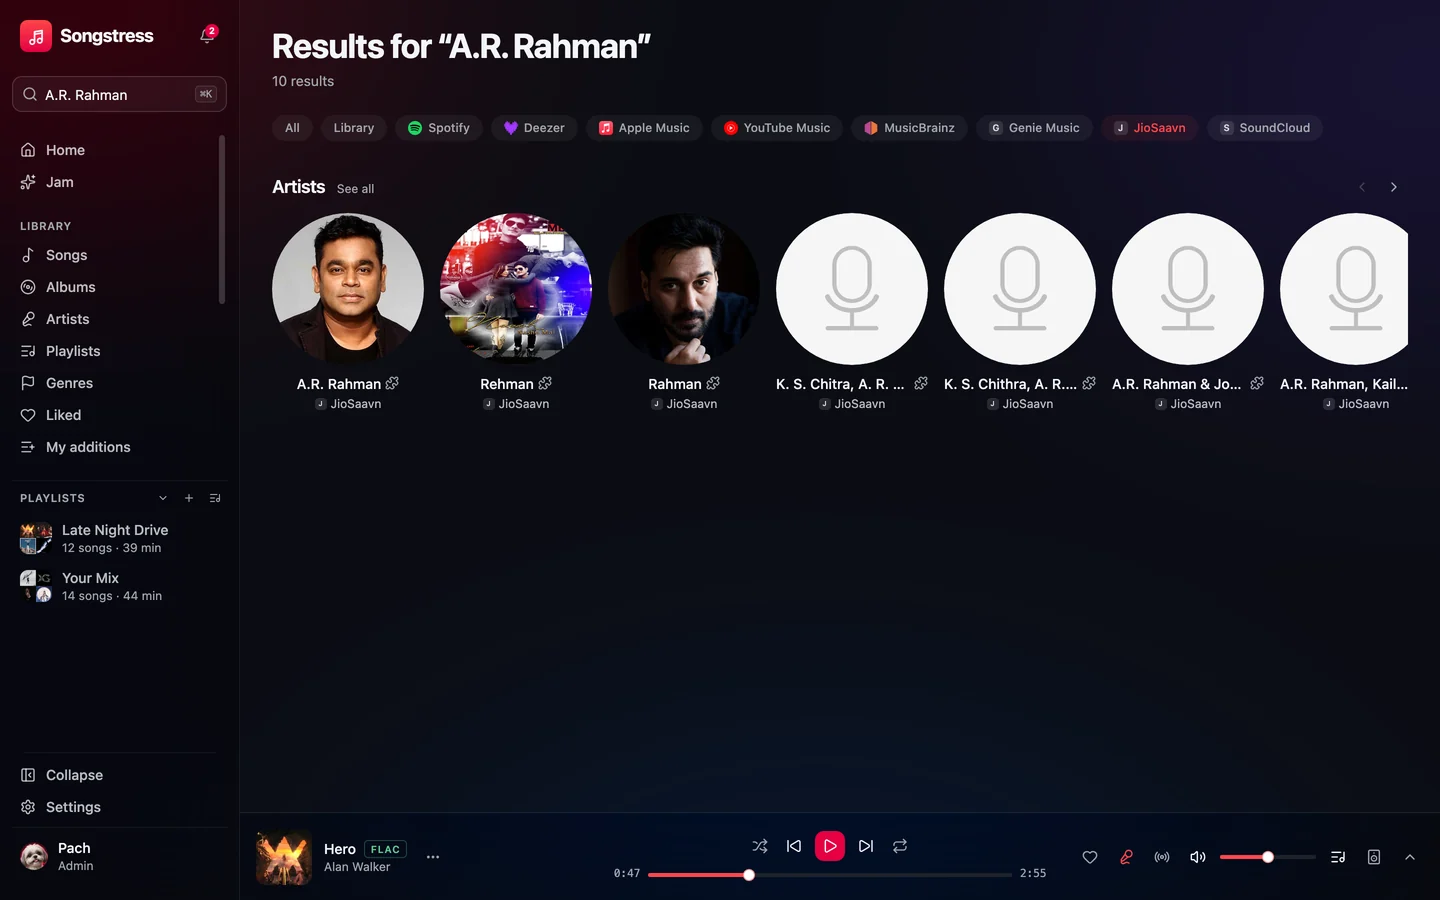 Songstress
2
A.R. Rahman
⌘K
Home
Jam
LIBRARY
Songs
Albums
Artists
Playlists
Genres
Liked
My additions
PLAYLISTS
Late Night Drive
12 songs · 39 min
Your Mix
14 songs · 44 min
Collapse
Settings
Pach
Admin
Results for “A.R. Rahman”
10 results
All
Library
Spotify
Deezer
Apple Music
YouTube Music
MusicBrainz
G Genie Music
J JioSaavn
S SoundCloud
Artists See all
A.R. Rahman
J JioSaavn
Rehman
J JioSaavn
Rahman
J JioSaavn
K. S. Chitra, A. R. ...
J JioSaavn
K. S. Chithra, A. R....
J JioSaavn
A.R. Rahman & Jo...
J JioSaavn
A.R. Rahman, Kail...
J JioSaavn
Hero FLAC
Alan Walker
0:47
2:55